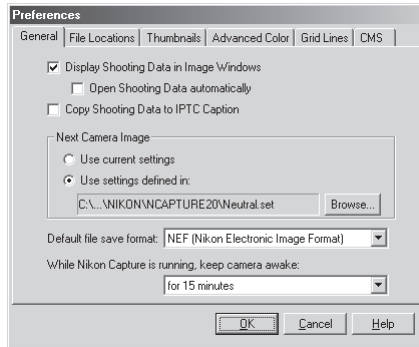 Preferences
General File Locations Thumbnails Advanced Color Grid Lines CMS
Display Shooting Data in Image Windows
Open Shooting Data automatically
Copy Shooting Data to IPTC Caption
Next Camera Image
Use current settings
Use settings defined in:
C:\...\NIKON\NCAPTURE20\Neutral.set Browse...
Default file save format: NEF (Nikon Electronic Image Format)
While Nikon Capture is running, keep camera awake:
for 15 minutes
OK Cancel Help